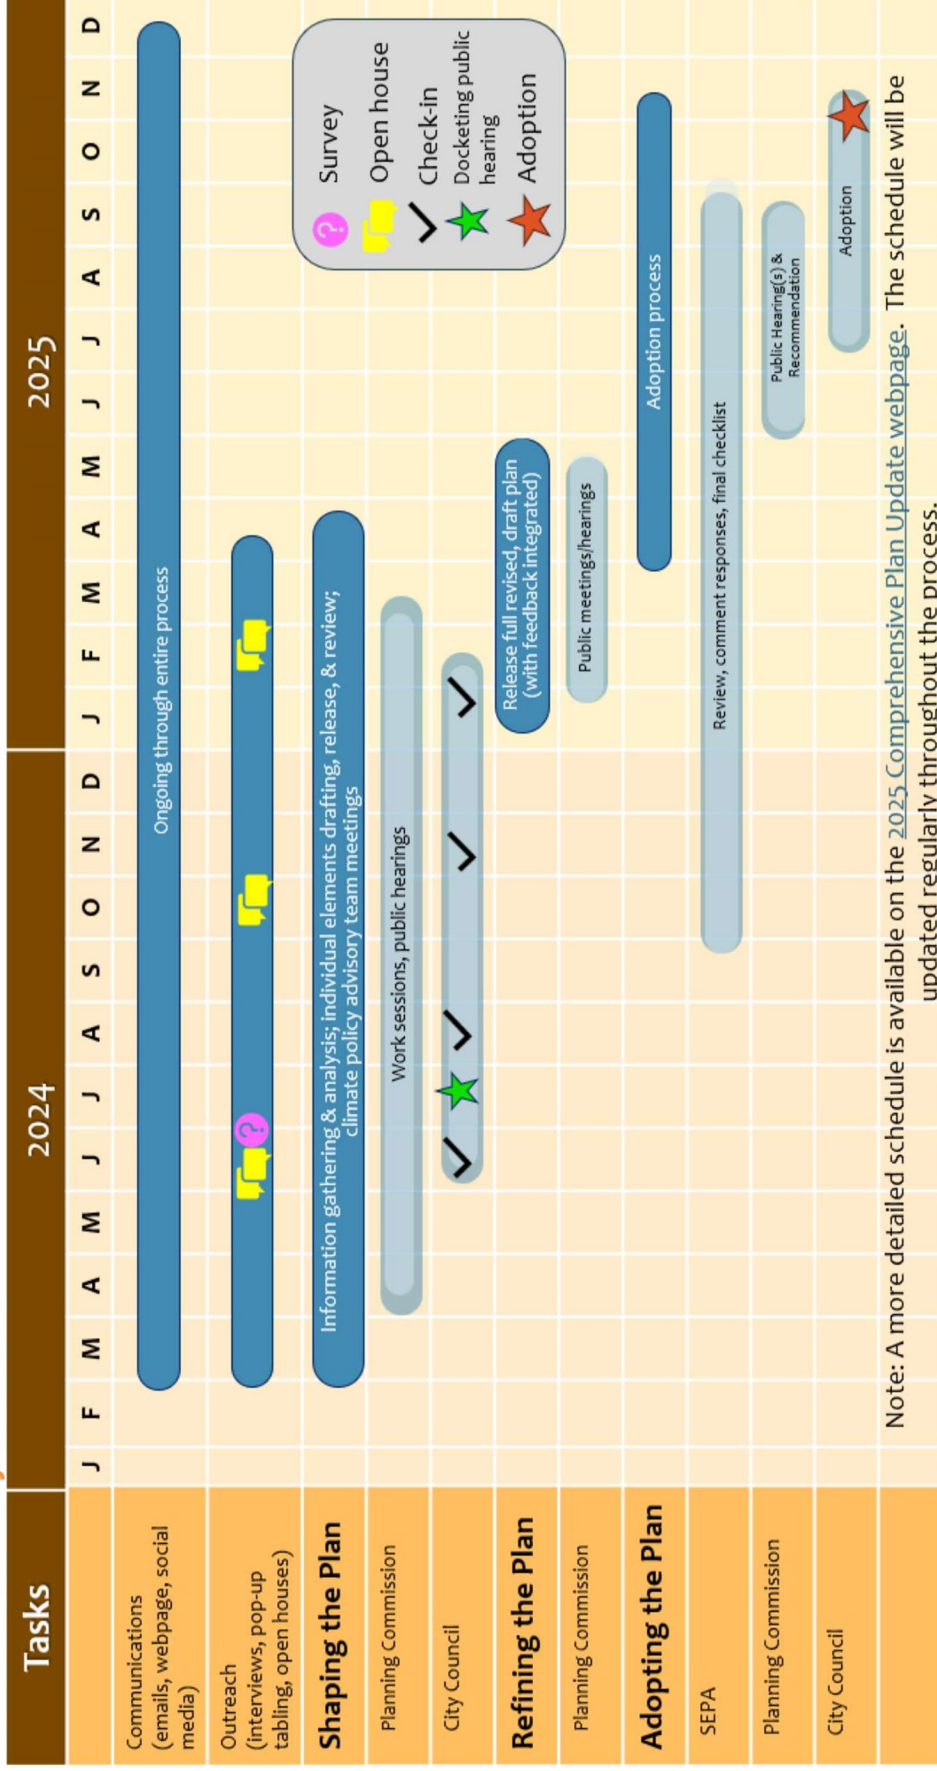 Tasks
2024
2025
J F M A M J J A S O N D J F M A M J J A S O N D
Communications
(emails, webpage, social
media)
Ongoing through entire process
Outreach
(interviews, pop-up
tabling, open houses)
?
Shaping the Plan
Information gathering & analysis; individual elements drafting, release, & review;
climate policy advisory team meetings
Planning Commission
Work sessions, public hearings
City Council
Refining the Plan
Release full revised, draft plan
(with feedback integrated)
Planning Commission
Public meetings/hearings
Adopting the Plan
Adoption process
SEPA
Review, comment responses, final checklist
Planning Commission
Public Hearing(s) &
Recommendation
City Council
Adoption
?
Survey
Open house
Check-in
Docketing public
hearing
Adoption
Note: A more detailed schedule is available on the 2025 Comprehensive Plan Update webpage. The schedule will be
updated regularly throughout the process.